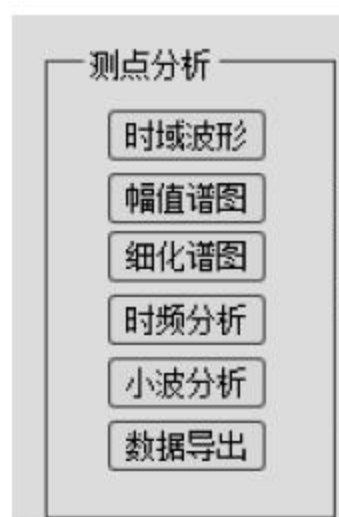 测点分析
时域波形
幅值谱图
细化谱图
时频分析
小波分析
数据导出